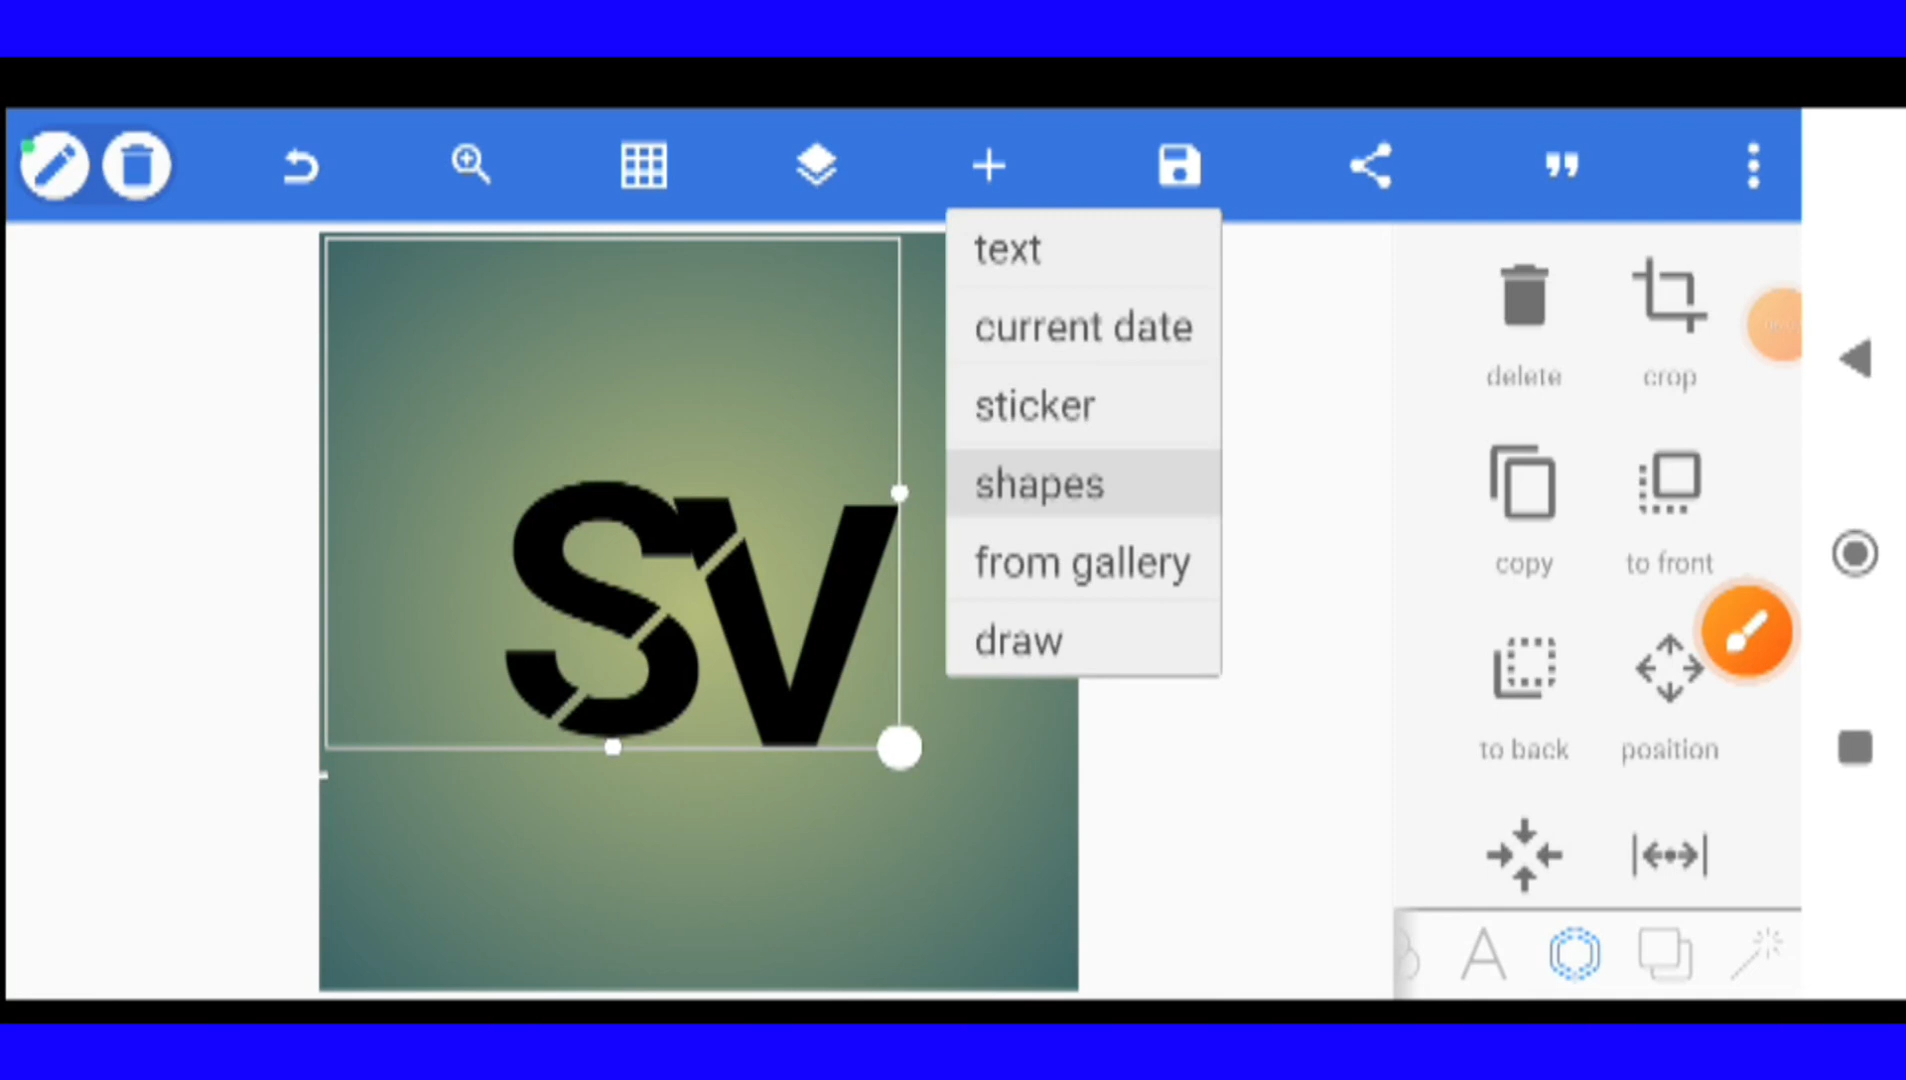 text
current date
sticker
shapes
from gallery
draw
SV
delete
crop
copy
to front
to back
position
A